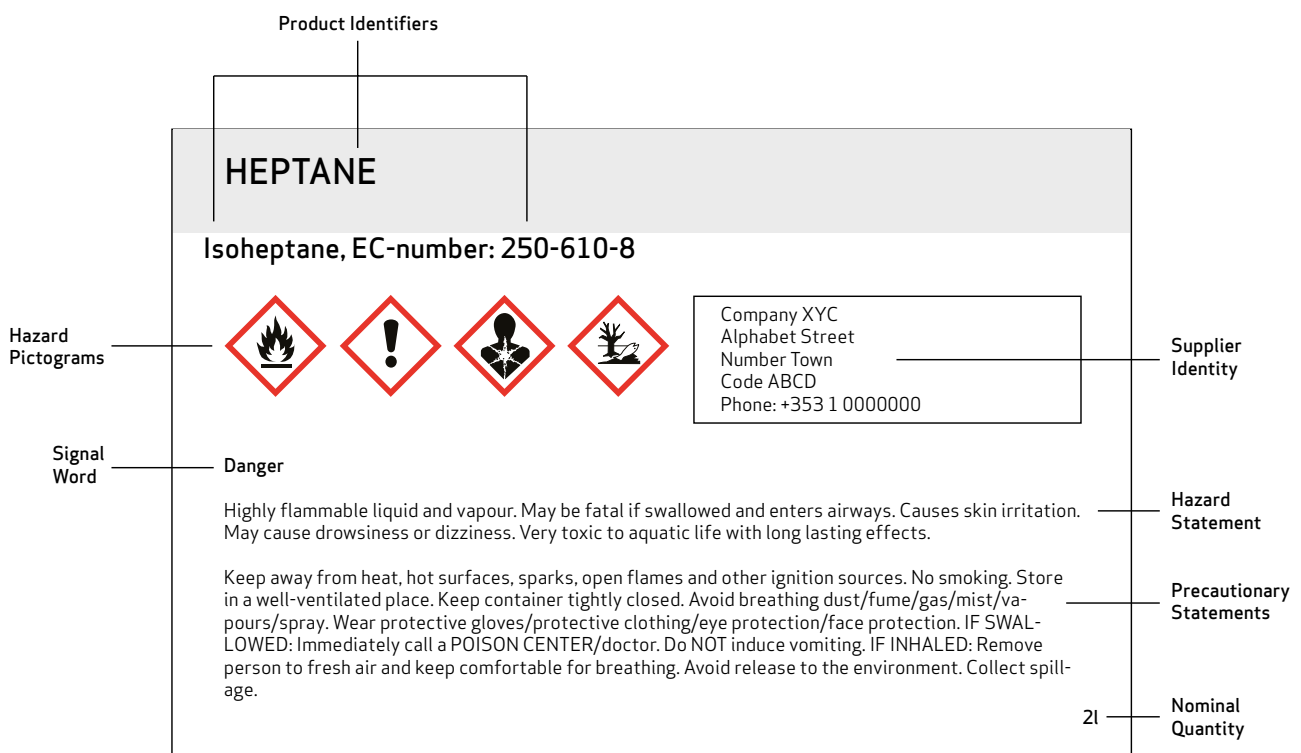 Product Identifiers
HEPTANE
Isoheptane, EC-number: 250-610-8
Hazard
Pictograms
Company XYC
Alphabet Street
Number Town
Code ABCD
Phone: +353 1 0000000
Supplier
Identity
Signal
Word
Danger
Highly flammable liquid and vapour. May be fatal if swallowed and enters airways. Causes skin irritation.
May cause drowsiness or dizziness. Very toxic to aquatic life with long lasting effects.
Hazard
Statement
Keep away from heat, hot surfaces, sparks, open flames and other ignition sources. No smoking. Store
in a well-ventilated place. Keep container tightly closed. Avoid breathing dust/fume/gas/mist/va-
pours/spray. Wear protective gloves/protective clothing/eye protection/face protection. IF SWAL-
LOWED: Immediately call a POISON CENTER/doctor. Do NOT induce vomiting. IF INHALED: Remove
person to fresh air and keep comfortable for breathing. Avoid release to the environment. Collect spill-
age.
Precautionary
Statements
2l
Nominal
Quantity